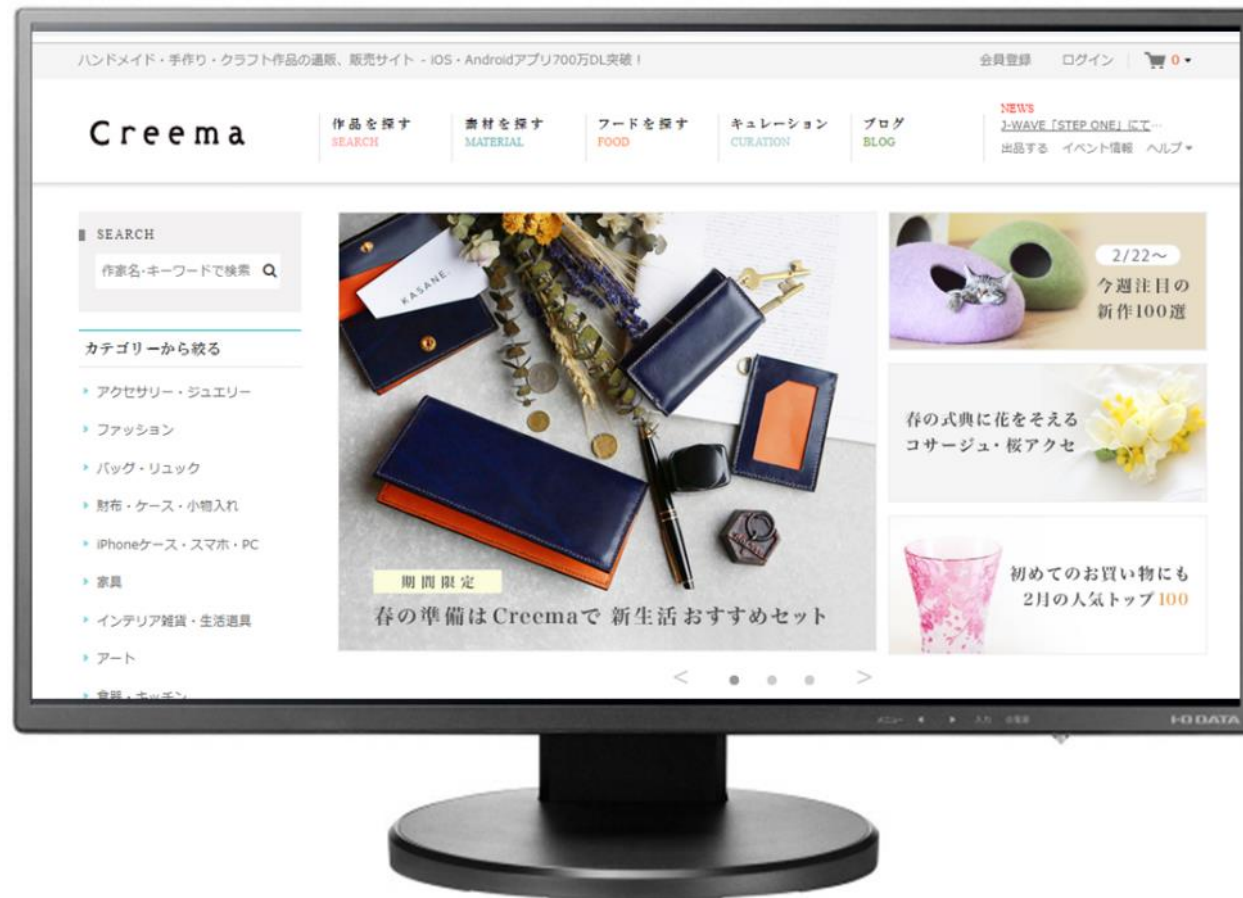 ハンドメイド・手作り・クラフト作品の通販、販売サイト - iOS・Androidアプリ700万DL突破！
会員登録 ログイン 0
Creema
作品を探す
SEARCH
素材を探す
MATERIAL
フードを探す
FOOD
キュレーション
CURATION
ブログ
BLOG
NEWS
J-WAVE「STEP ONE」にて…
出品する イベント情報 ヘルプ
SEARCH
作家名・キーワードで検索
カテゴリーから絞る
アクセサリー・ジュエリー
ファッション
バッグ・リュック
財布・ケース・小物入れ
iPhoneケース・スマホ・PC
家具
インテリア雑貨・生活道具
アート
食器・キッチン
KASANE.
期間限定
春の準備はCreemaで 新生活おすすめセット
2/22～
今週注目の
新作100選
春の式典に花をそえる
コサージュ・桜アクセ
初めてのお買い物にも
2月の人気トップ100
メニュー 入力
I-O DATA